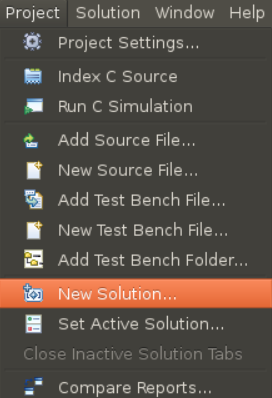 Project Solution Window Help
Project Settings...
Index C Source
Run C Simulation
Add Source File...
New Source File...
Add Test Bench File...
New Test Bench File...
Add Test Bench Folder...
New Solution...
Set Active Solution...
Close Inactive Solution Tabs
Compare Reports...